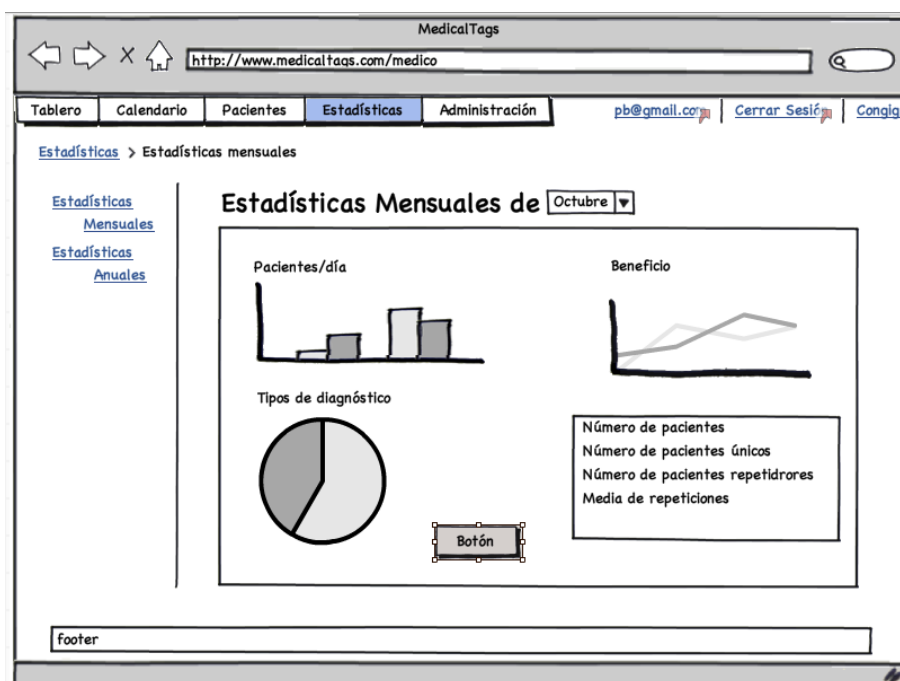 MedicalTags
http://www.medicaltags.com/medico
Tablero Calendario Pacientes Estadísticas Administración pb@gmail.com Cerrar Sesión Congig
Estadísticas > Estadísticas mensuales
Estadísticas
Mensuales
Estadísticas
Anuales
Estadísticas Mensuales de Octubre
Pacientes/día
Beneficio
Tipos de diagnóstico
Número de pacientes
Número de pacientes únicos
Número de pacientes repetidrores
Media de repeticiones
Botón
footer